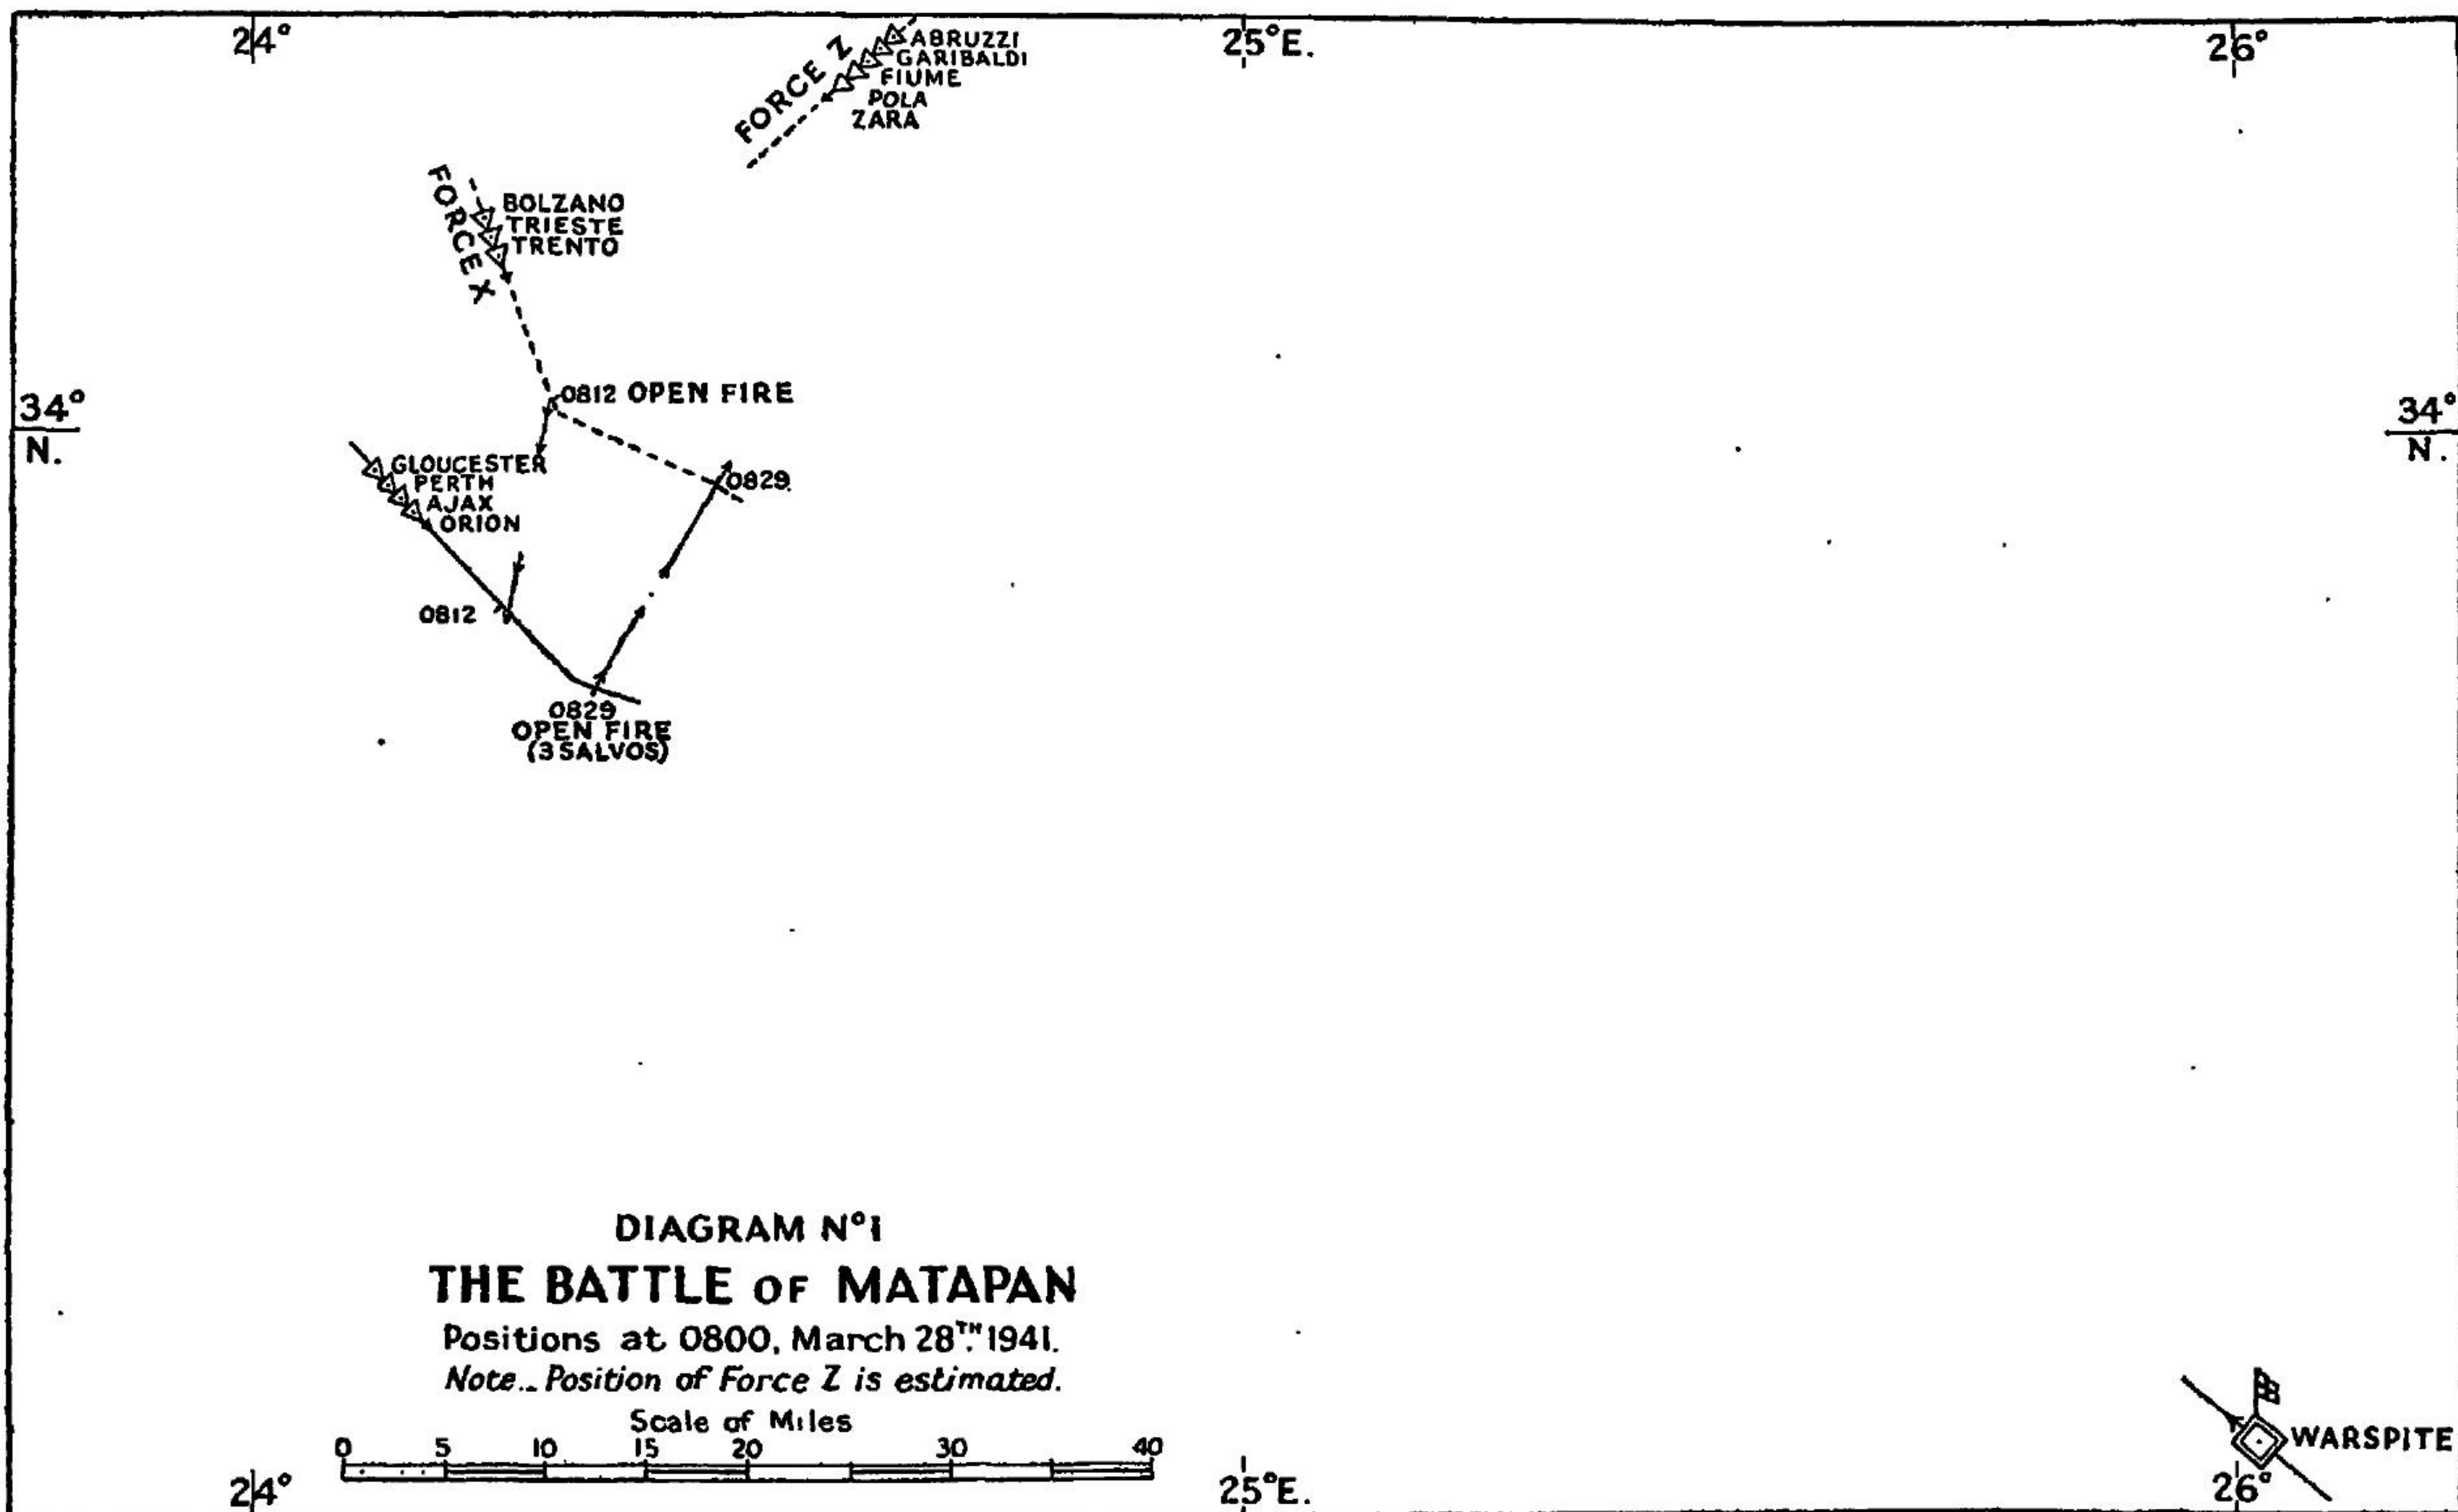 24°
25°E.
26°
FORCE Z
ABRUZZI
GARIBALDI
FIUME
POLA
ZARA
FORCE X
BOLZANO
TRIESTE
TRENTO
0812 OPEN FIRE
34°
N.
34°
N.
GLOUCESTER
PERTH
AJAX
ORION
0829.
0812
0829
OPEN FIRE
(3 SALVOS)
DIAGRAM Nº1
THE BATTLE OF MATAPAN
Positions at 0800, March 28TH. 1941.
Note.. Position of Force Z is estimated.
Scale of Miles
0 5 10 15 20 30 40
WARSPITE
24°
25°E.
26°